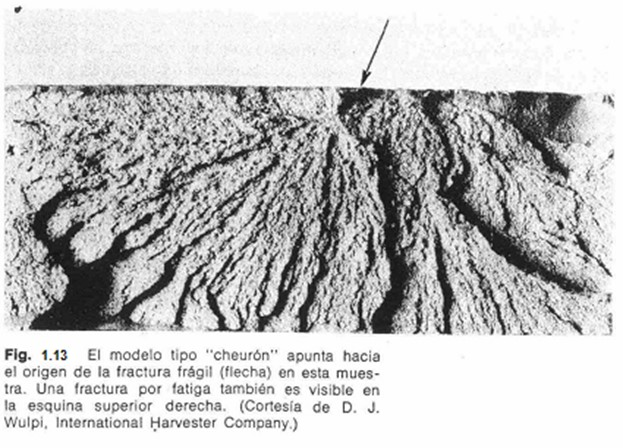 Fig. 1.13 El modelo tipo "cheurón" apunta hacia
el origen de la fractura frágil (flecha) en esta mues-
tra. Una fractura por fatiga también es visible en
la esquina superior derecha. (Cortesía de D. J.
Wulpi, International Harvester Company.)